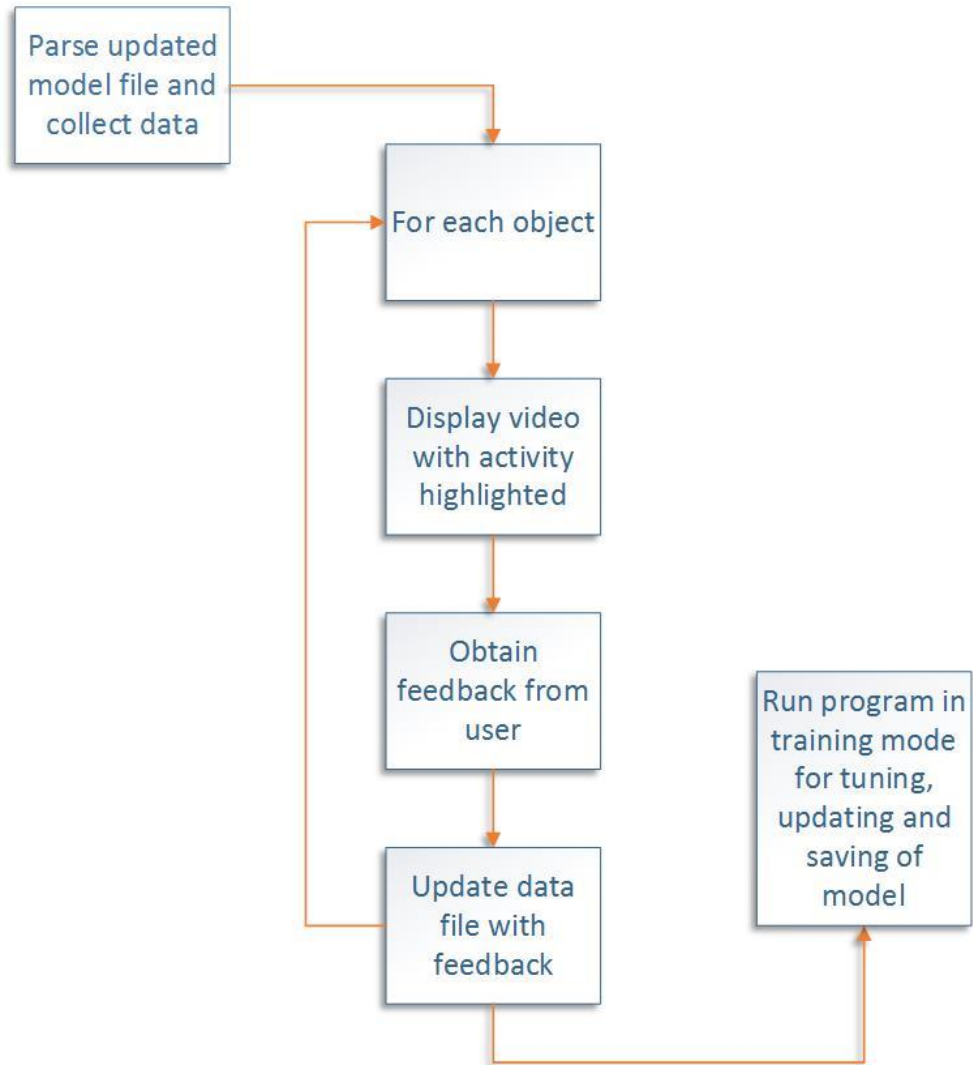 Parse updated
model file and
collect data
For each object
Display video
with activity
highlighted
Obtain
feedback from
user
Update data
file with
feedback
Run program in
training mode
for tuning,
updating and
saving of
model